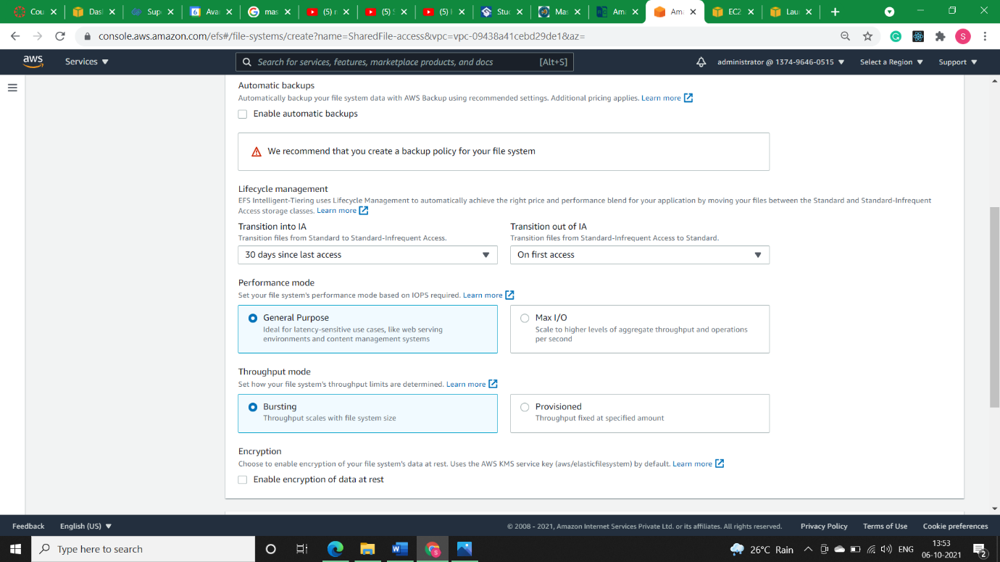 Cou
Das
Sup
6 Ava
mas
(5) r
(5) S
(5) I
Stuc
Mas
Am
Am
EC2
Lau
console.aws.amazon.com/efs#/file-systems/create?name=SharedFile-access&vpc=vpc-09438a41cebd29de1&az=
S
aws
Services
Search for services, features, marketplace products, and docs [Alt+S]
administrator @ 1374-9646-0515
Select a Region
Support
Automatic backups
Automatically backup your file system data with AWS Backup using recommended settings. Additional pricing applies. Learn more
Enable automatic backups
We recommend that you create a backup policy for your file system
Lifecycle management
EFS Intelligent-Tiering uses Lifecycle Management to automatically achieve the right price and performance blend for your application by moving your files between the Standard and Standard-Infrequent
Access storage classes. Learn more
Transition into IA
Transition files from Standard to Standard-Infrequent Access.
30 days since last access
Transition out of IA
Transition files from Standard-Infrequent Access to Standard.
On first access
Performance mode
Set your file system's performance mode based on IOPS required. Learn more
General Purpose
Ideal for latency-sensitive use cases, like web serving
environments and content management systems
Max I/O
Scale to higher levels of aggregate throughput and operations
per second
Throughput mode
Set how your file system's throughput limits are determined. Learn more
Bursting
Throughput scales with file system size
Provisioned
Throughput fixed at specified amount
Encryption
Choose to enable encryption of your file system's data at rest. Uses the AWS KMS service key (aws/elasticfilesystem) by default. Learn more
Enable encryption of data at rest
Feedback
English (US)
© 2008 - 2021, Amazon Internet Services Private Ltd. or its affiliates. All rights reserved.
Privacy Policy
Terms of Use
Cookie preferences
Type here to search
26°C Rain
ENG
13:53
06-10-2021
2